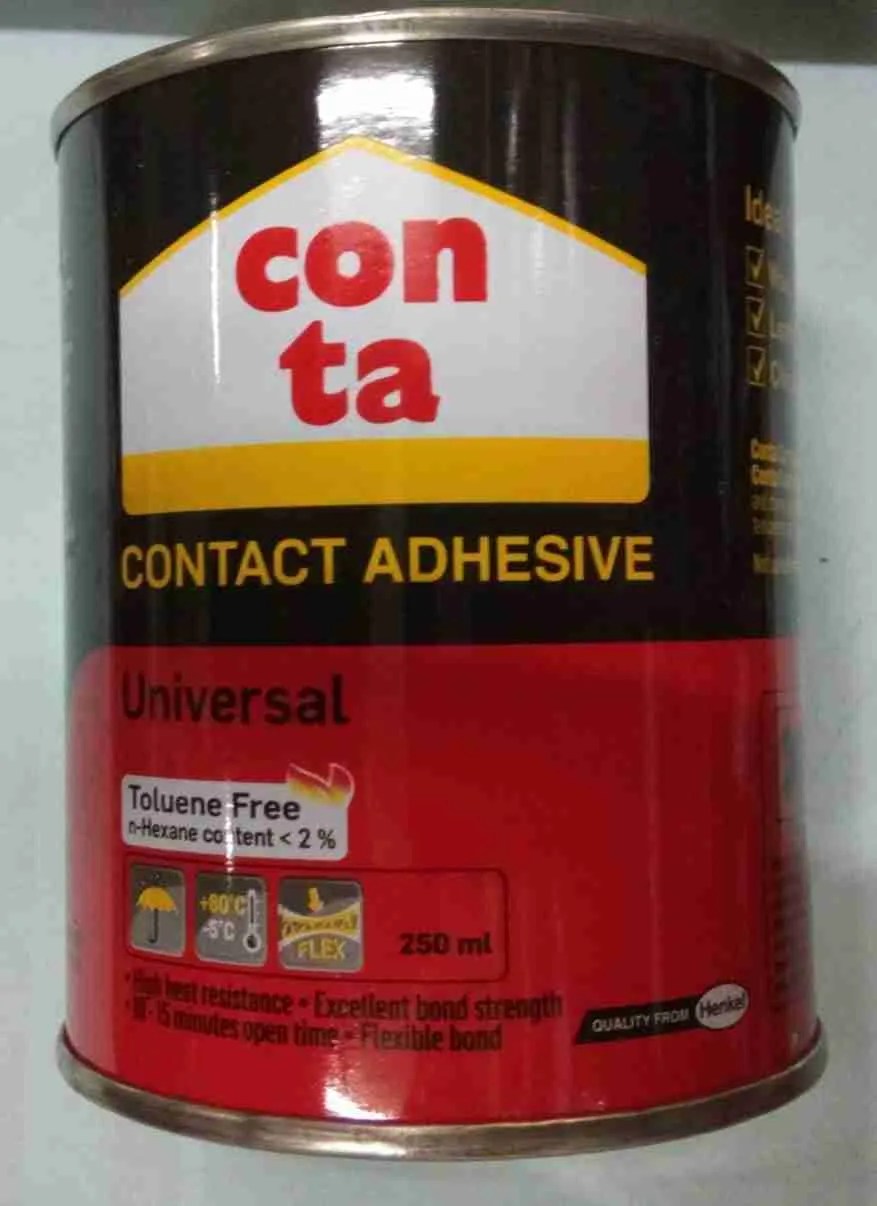 con
ta
CONTACT ADHESIVE
Universal
Toluene Free
n-Hexane content < 2 %
+80°C
-5°C
FLEX
250 ml
• High heat resistance • Excellent bond strength
• 10 - 15 minutes open time • Flexible bond
QUALITY FROM Henkel